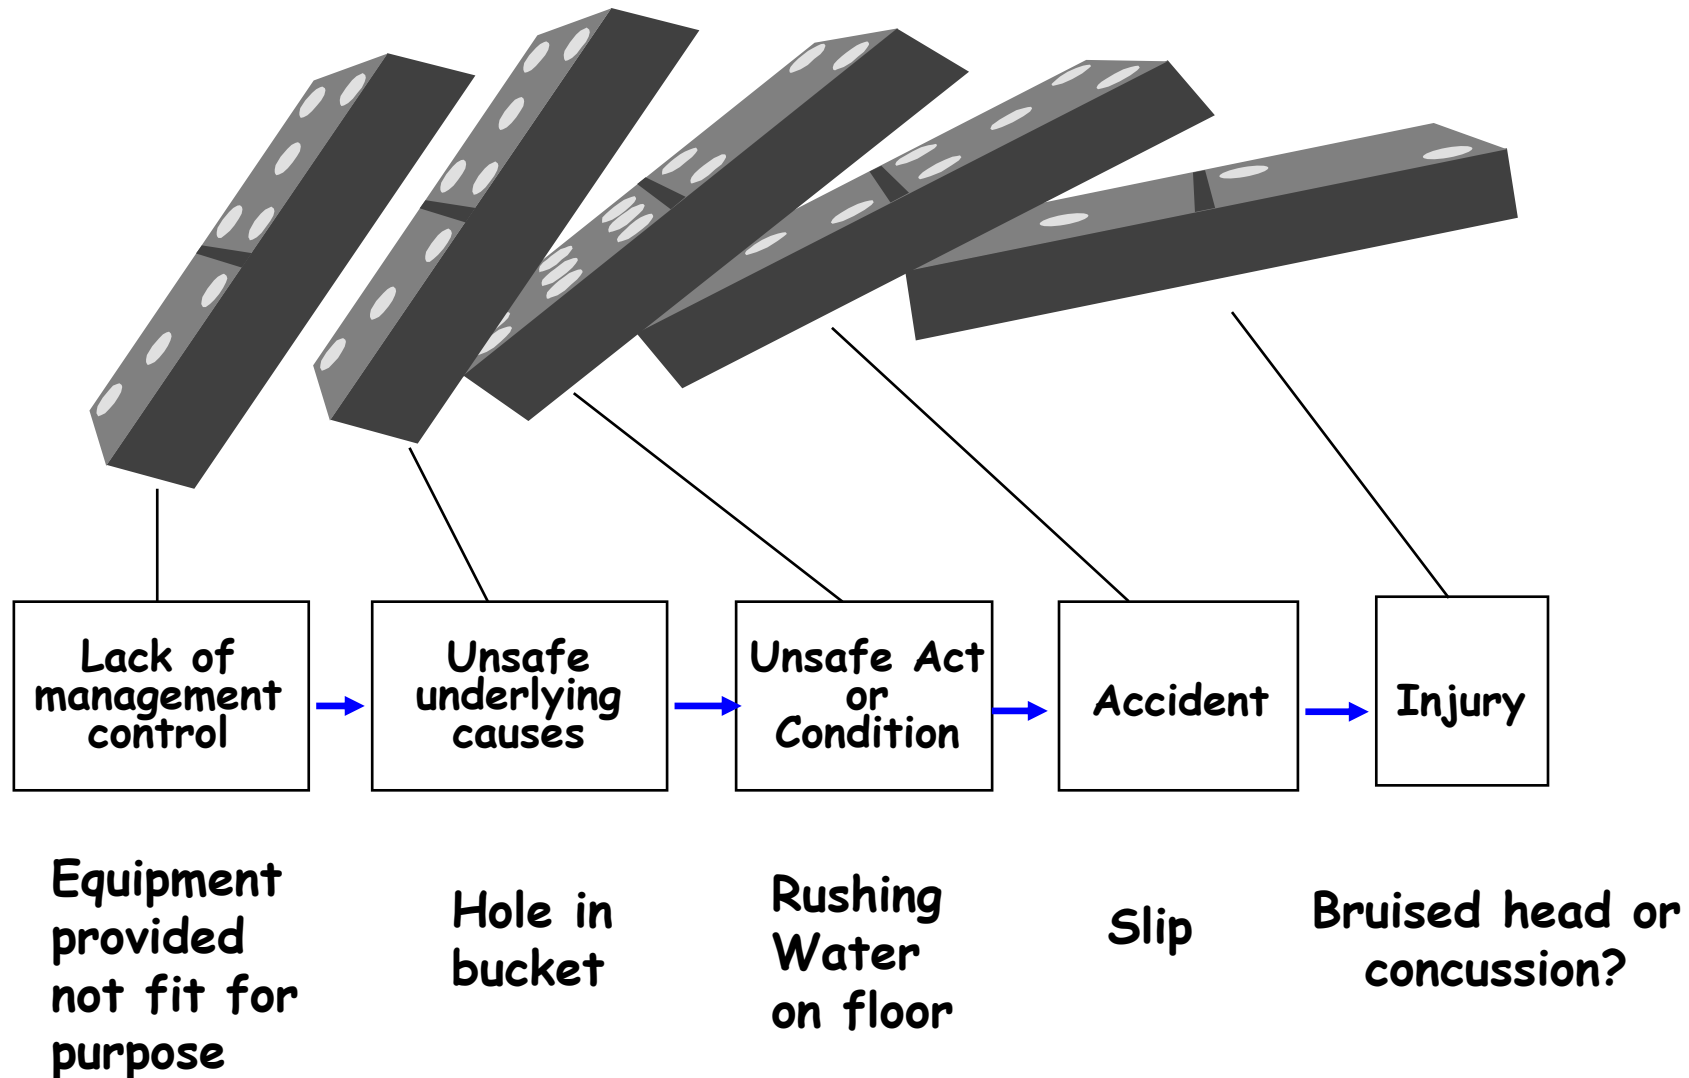 Lack of
management
control
Unsafe
underlying
causes
Unsafe Act
or
Condition
Accident
Injury
Equipment
provided
not fit for
purpose
Hole in
bucket
Rushing
Water
on floor
Slip
Bruised head or
concussion?